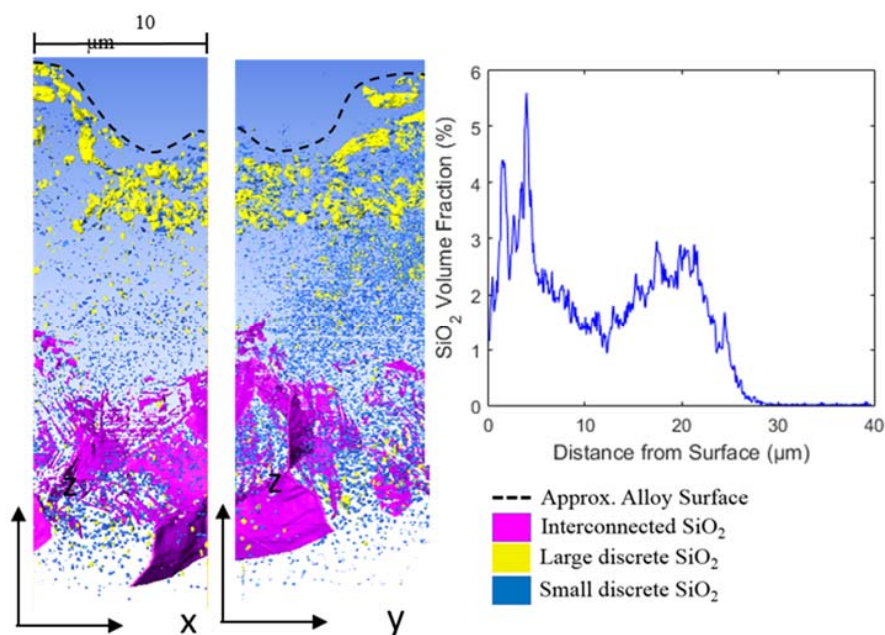 10
μm
z
x
z
y
6
5
4
3
2
1
0
SiO₂ Volume Fraction (%)
0 10 20 30 40
Distance from Surface (μm)
Approx. Alloy Surface
Interconnected SiO₂
Large discrete SiO₂
Small discrete SiO₂